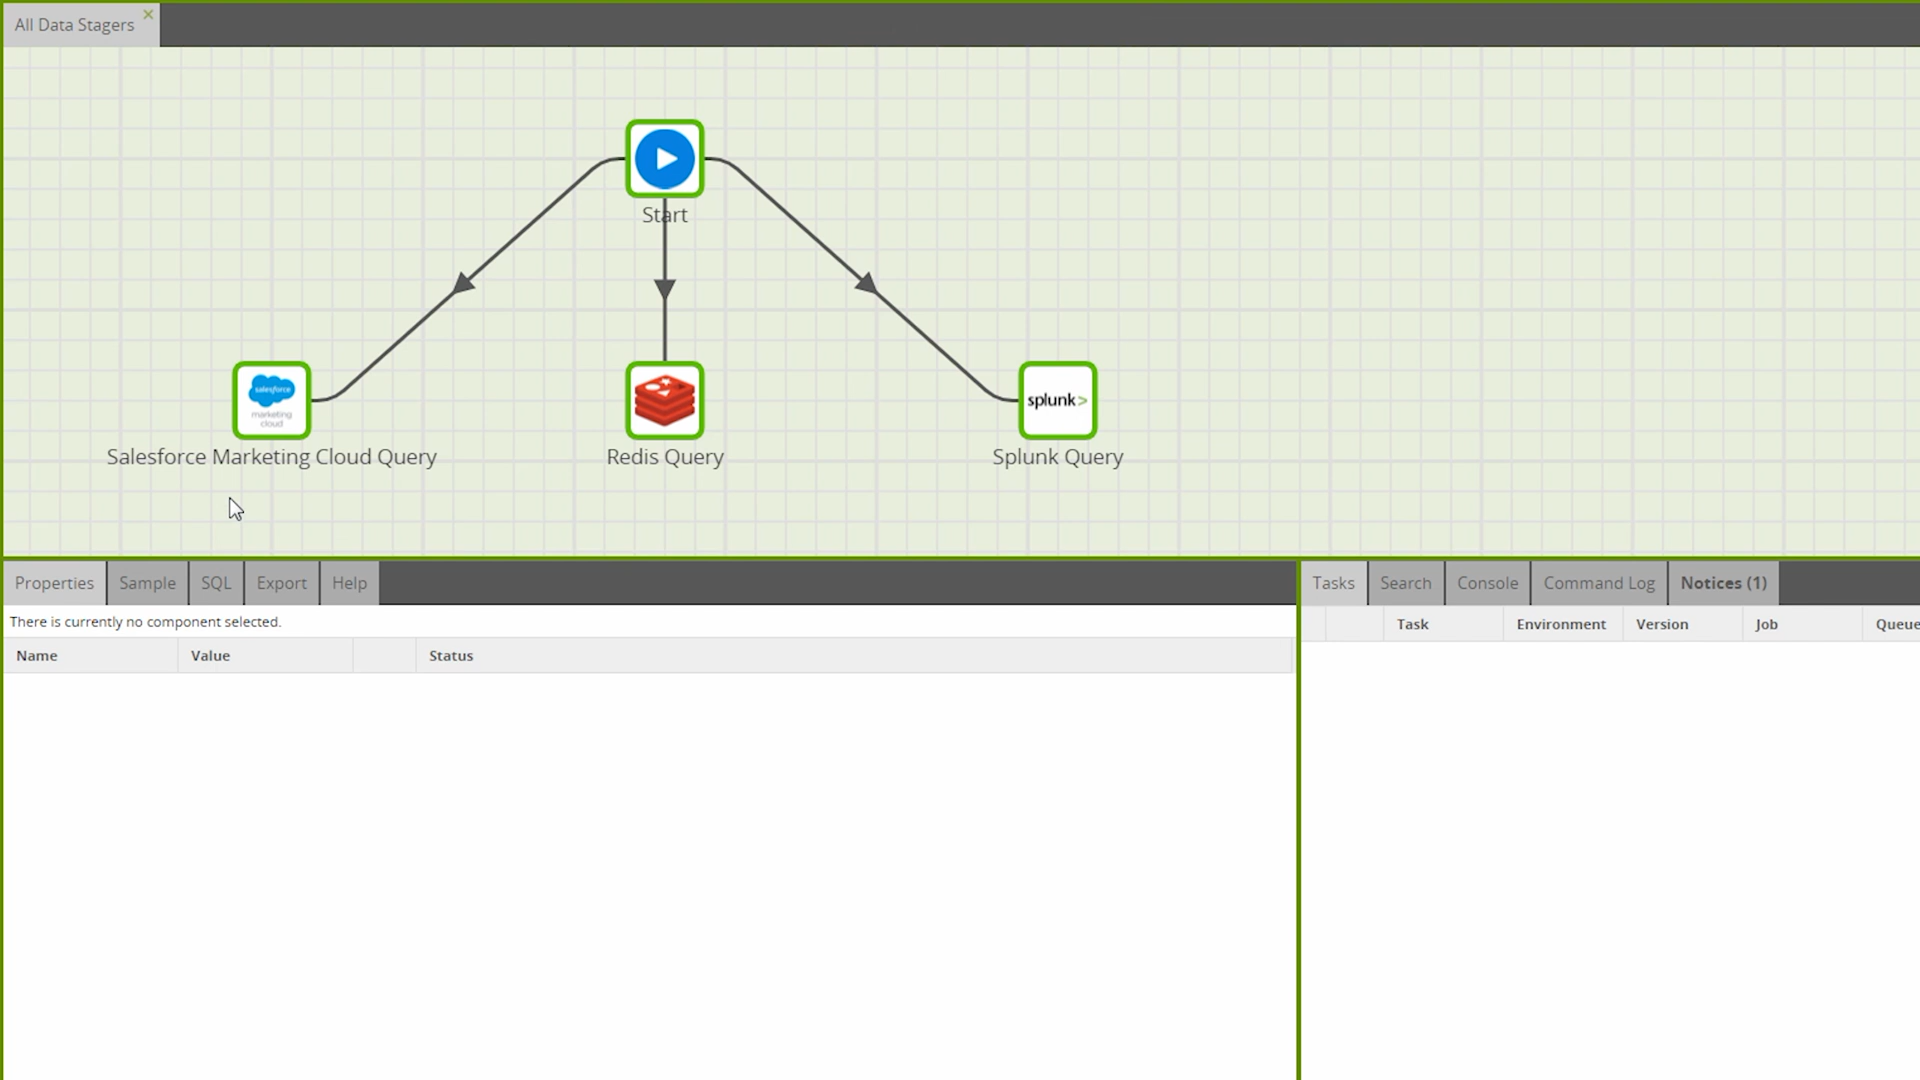 All Data Stagers
Start
salesforce
marketing
cloud
splunk>
Salesforce Marketing Cloud Query
Redis Query
Splunk Query
Properties Sample SQL Export Help
There is currently no component selected.
Name Value Status
Tasks Search Console Command Log Notices (1)
Task Environment Version Job Queue